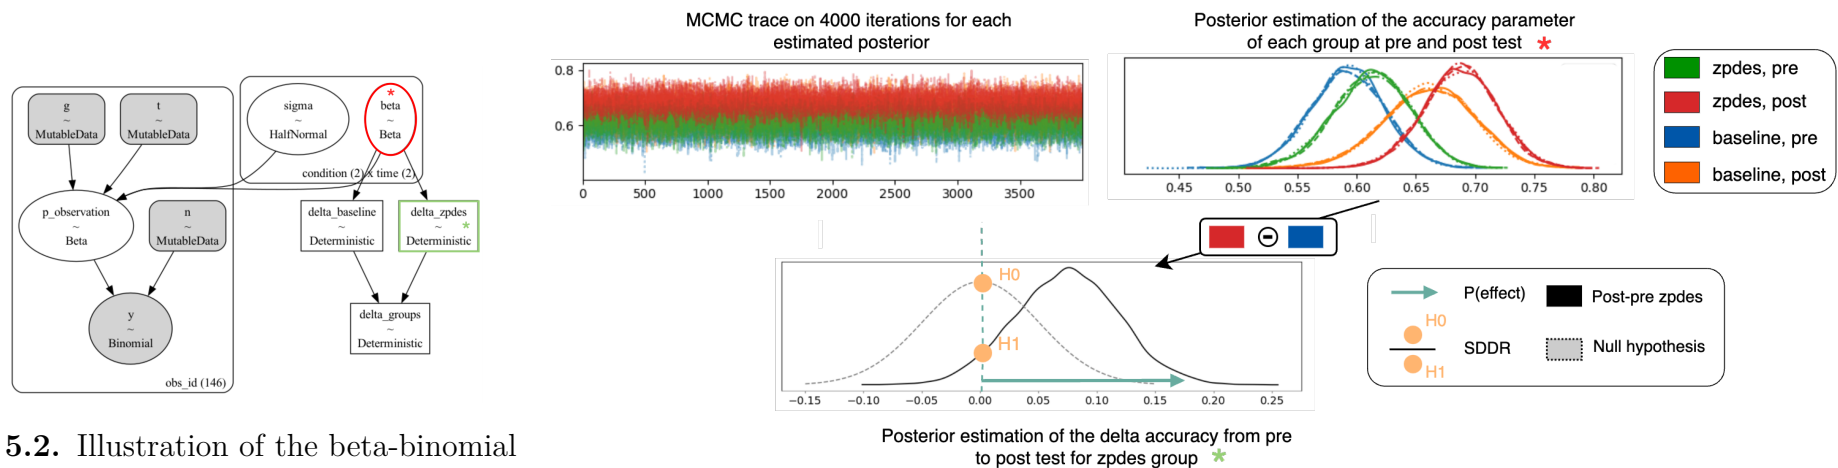 g
~
MutableData
t
~
MutableData
sigma
~
HalfNormal
*
beta
~
Beta
condition (2) x time (2)
p_observation
~
Beta
n
~
MutableData
delta_baseline
~
Deterministic
delta_zpdes
~ *
Deterministic
y
~
Binomial
delta_groups
~
Deterministic
obs_id (146)
5.2. Illustration of the beta-binomial
MCMC trace on 4000 iterations for each
estimated posterior
0.8
0.6
0 500 1000 1500 2000 2500 3000 3500
Posterior estimation of the accuracy parameter
of each group at pre and post test *
0.45 0.50 0.55 0.60 0.65 0.70 0.75 0.80
zpdes, pre
zpdes, post
baseline, pre
baseline, post
H0
H1
−0.15 −0.10 −0.05 0.00 0.05 0.10 0.15 0.20 0.25
Posterior estimation of the delta accuracy from pre
to post test for zpdes group *
P(effect)
Post-pre zpdes
H0
SDDR
H1
Null hypothesis